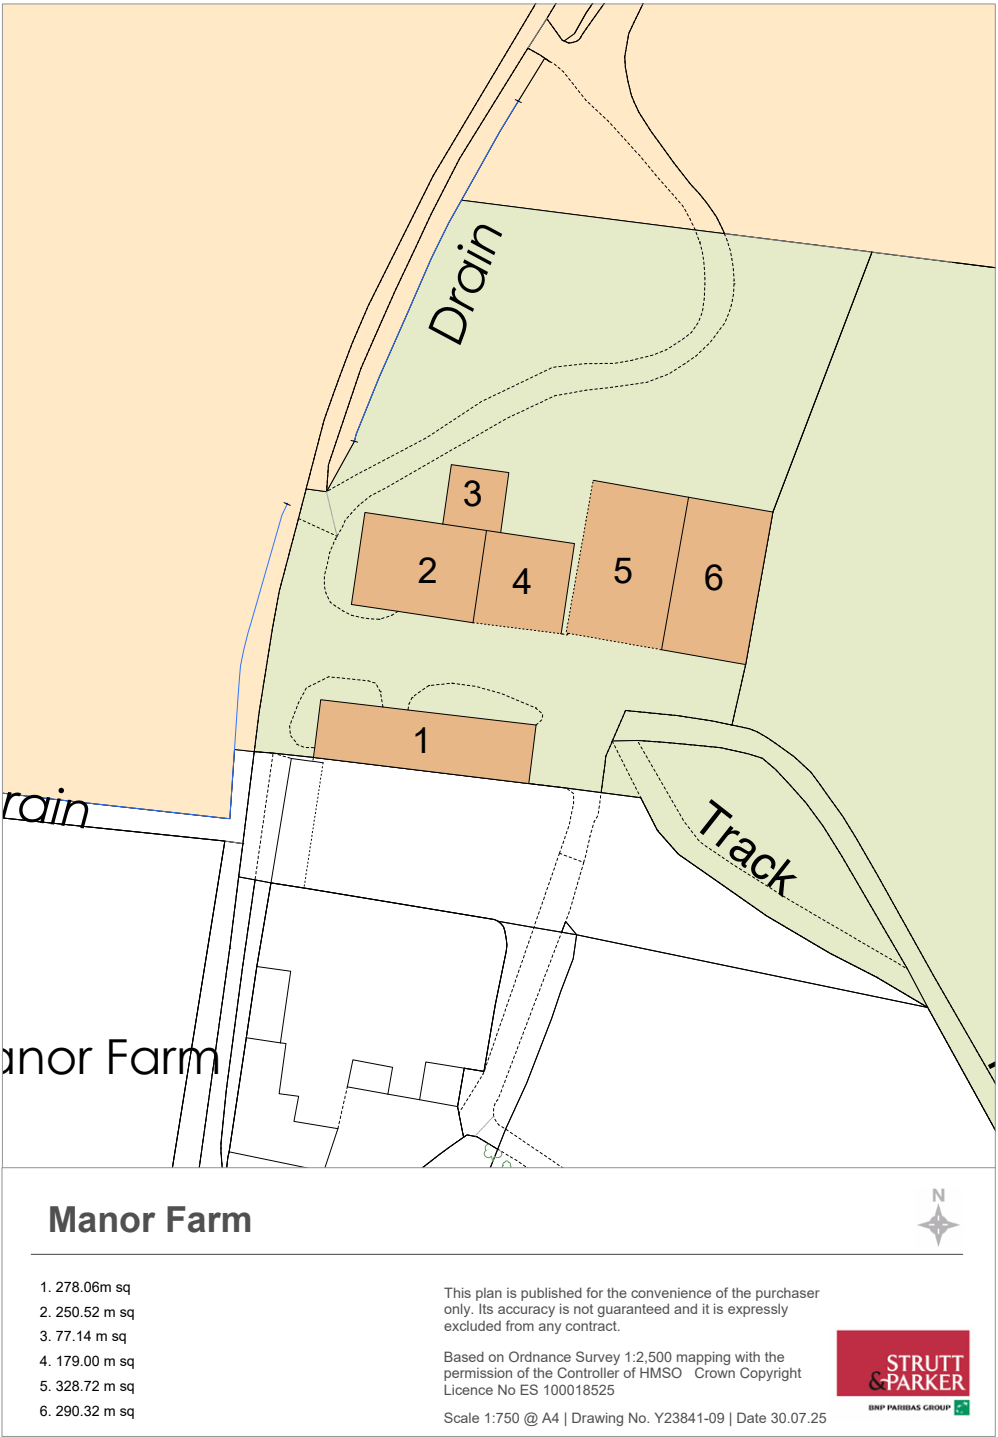 Drain
3
2
4
5
6
1
rain
Track
anor Farm
Manor Farm
N
1. 278.06m sq
2. 250.52 m sq
3. 77.14 m sq
4. 179.00 m sq
5. 328.72 m sq
6. 290.32 m sq
This plan is published for the convenience of the purchaser
only. Its accuracy is not guaranteed and it is expressly
excluded from any contract.
Based on Ordnance Survey 1:2,500 mapping with the
permission of the Controller of HMSO Crown Copyright
Licence No ES 100018525
Scale 1:750 @ A4 | Drawing No. Y23841-09 | Date 30.07.25
STRUTT
&PARKER
BNP PARIBAS GROUP